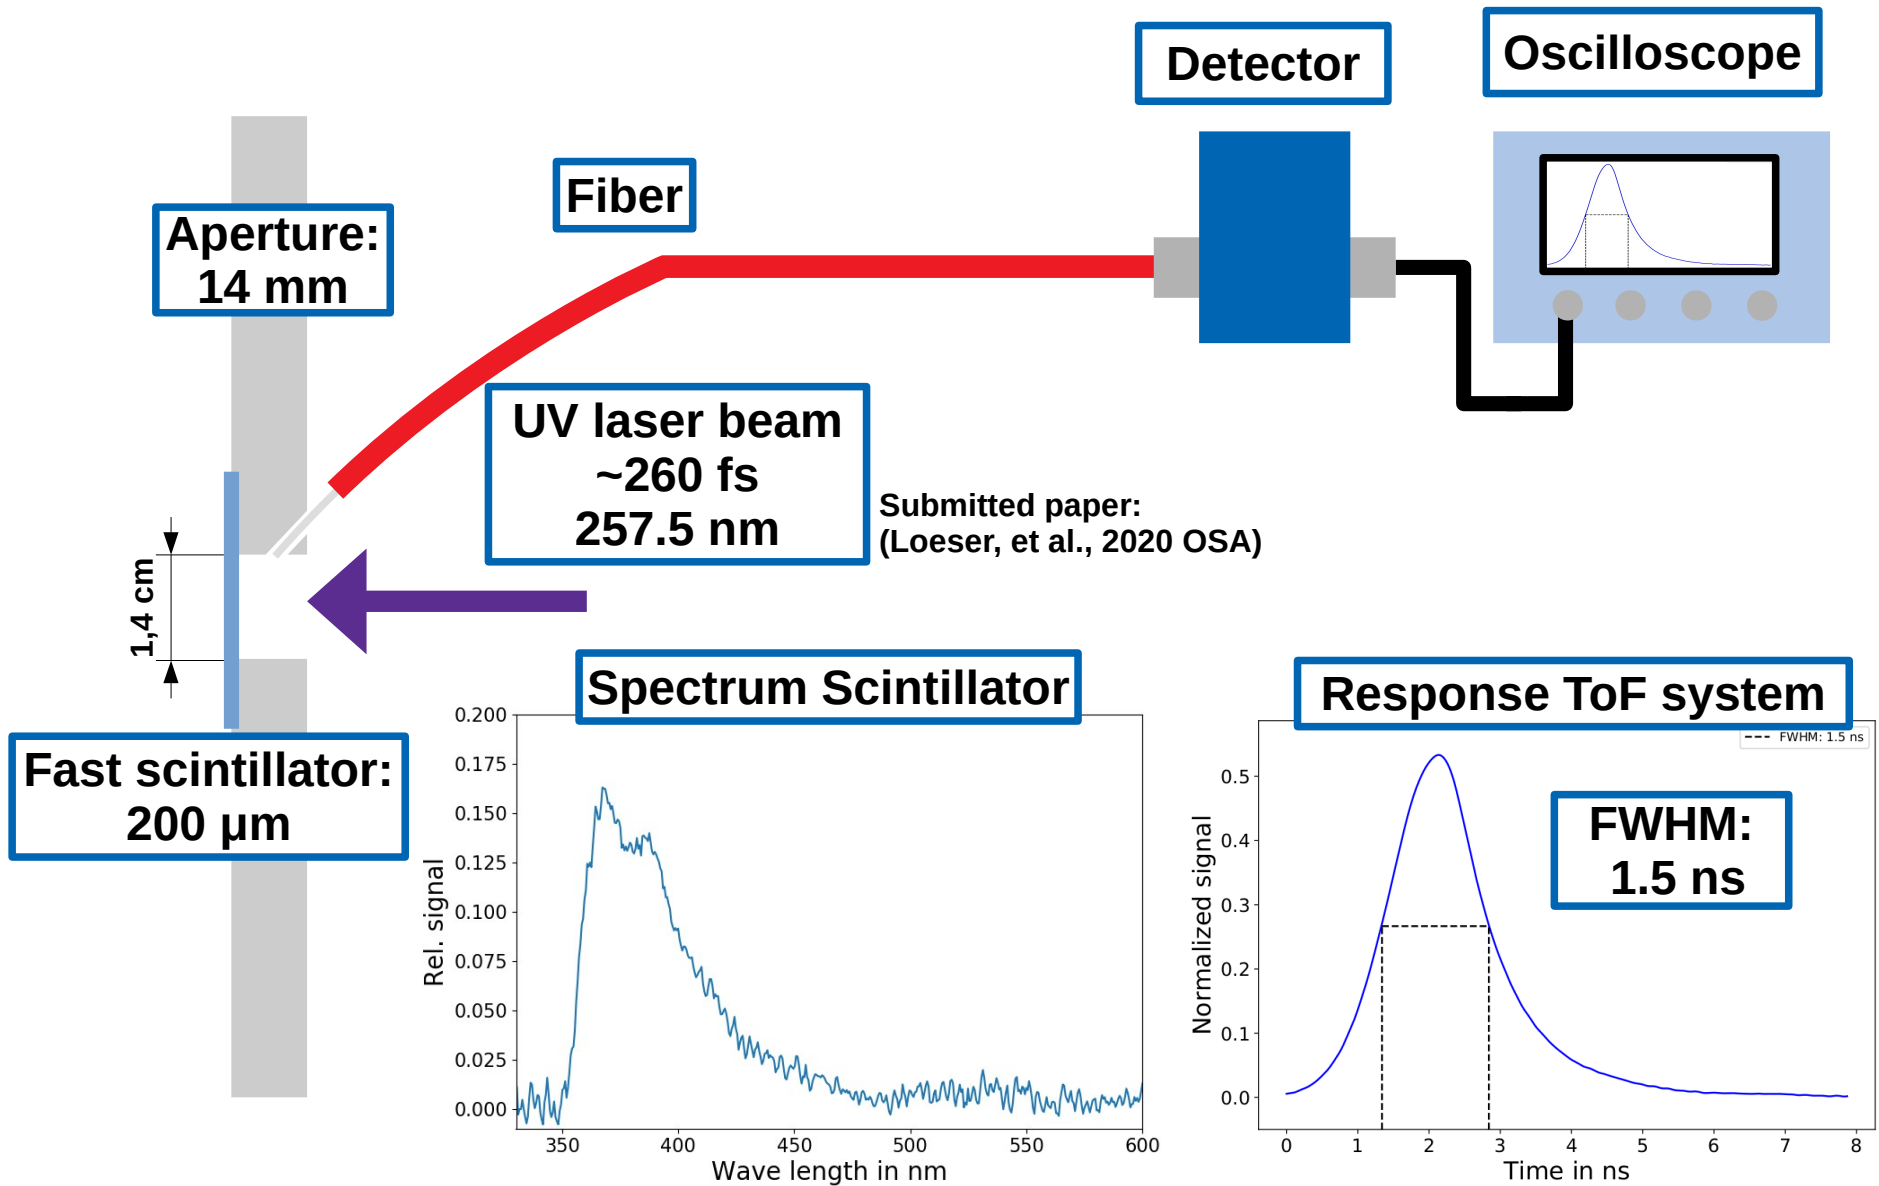 Detector
Oscilloscope
Fiber
Aperture:
14 mm
UV laser beam
~260 fs
257.5 nm
Submitted paper:
(Loeser, et al., 2020 OSA)
1,4 cm
Fast scintillator:
200 µm
Spectrum Scintillator
0.200
0.175
0.150
0.125
0.100
0.075
0.050
0.025
0.000
Rel. signal
350 400 450 500 550 600
Wave length in nm
Response ToF system
FWHM: 1.5 ns
FWHM:
1.5 ns
0.5
0.4
0.3
0.2
0.1
0.0
Normalized signal
0 1 2 3 4 5 6 7 8
Time in ns